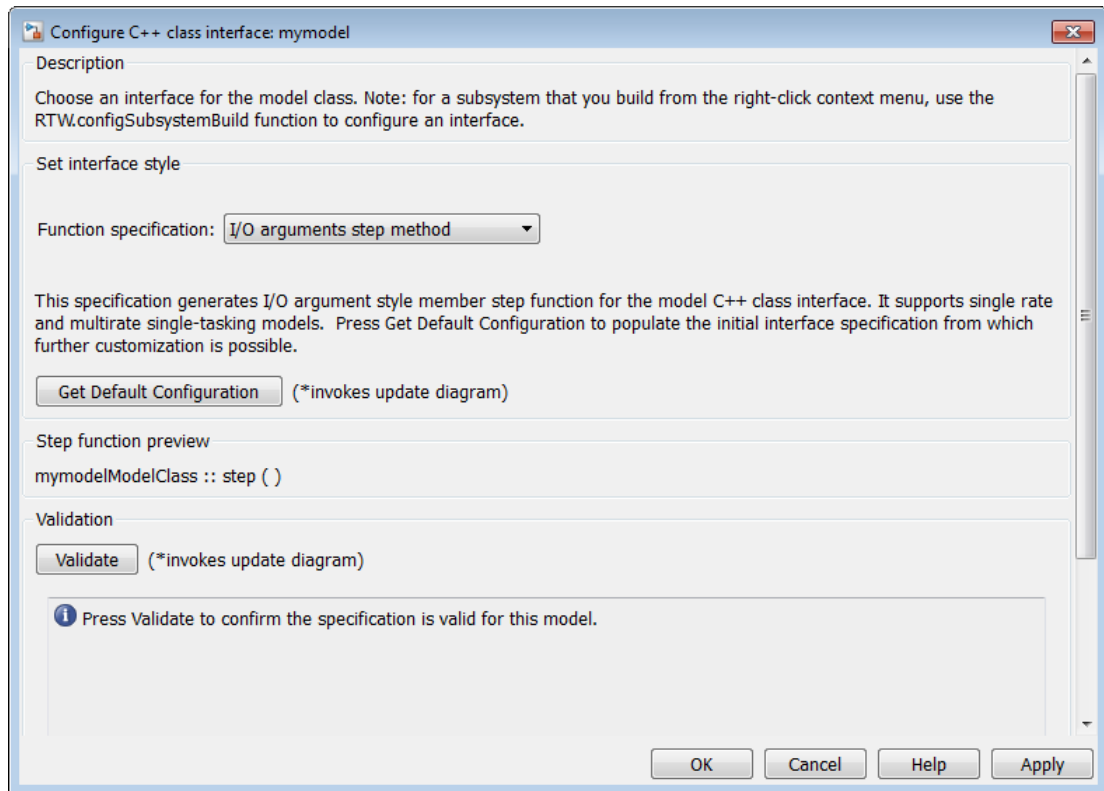 Configure C++ class interface: mymodel
Description
Choose an interface for the model class. Note: for a subsystem that you build from the right-click context menu, use the
RTW.configSubsystemBuild function to configure an interface.
Set interface style
Function specification: I/O arguments step method
This specification generates I/O argument style member step function for the model C++ class interface. It supports single rate
and multirate single-tasking models.  Press Get Default Configuration to populate the initial interface specification from which
further customization is possible.
Get Default Configuration (*invokes update diagram)
Step function preview
mymodelModelClass :: step ( )
Validation
Validate (*invokes update diagram)
Press Validate to confirm the specification is valid for this model.
OK Cancel Help Apply